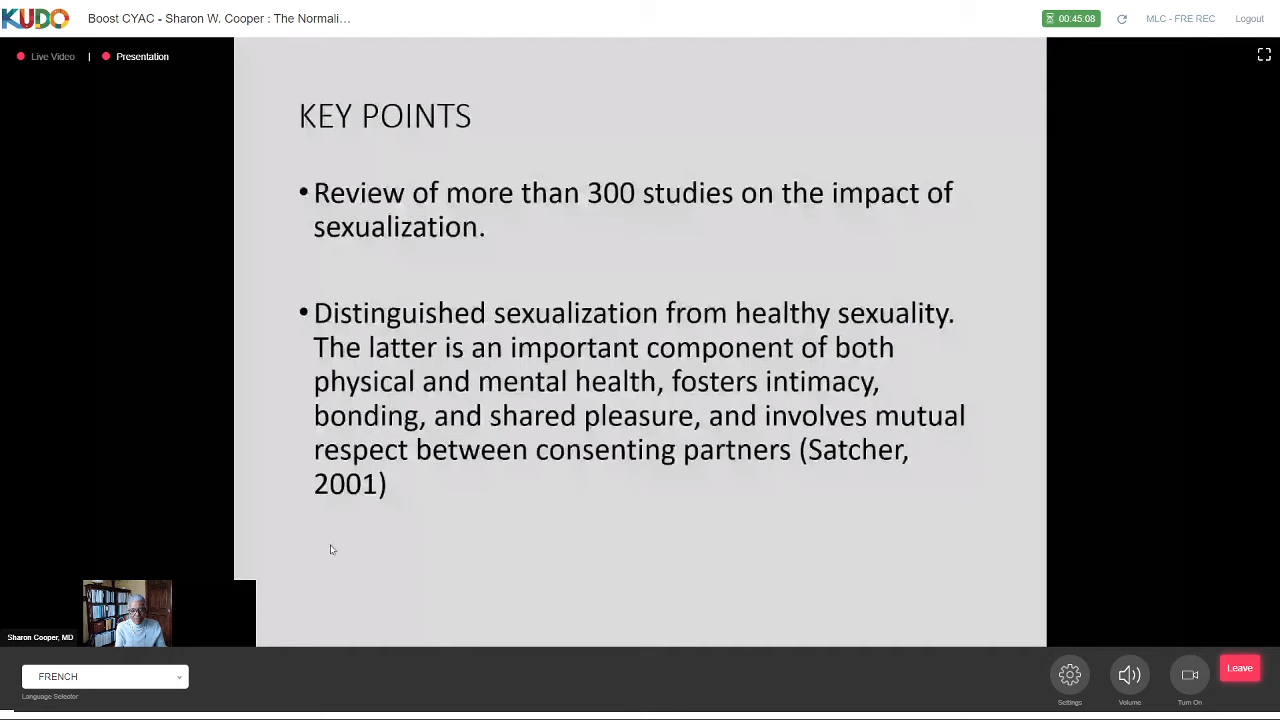 KUDO
Boost CYAC - Sharon W. Cooper : The Normali...
00:45:08
MLC - FRE REC
Logout
Live Video | Presentation
KEY POINTS
•Review of more than 300 studies on the impact of
sexualization.
•Distinguished sexualization from healthy sexuality.
The latter is an important component of both
physical and mental health, fosters intimacy,
bonding, and shared pleasure, and involves mutual
respect between consenting partners (Satcher,
2001)
Sharon Cooper, MD
FRENCH
Language Selector
Settings
Volume
Turn On
Leave